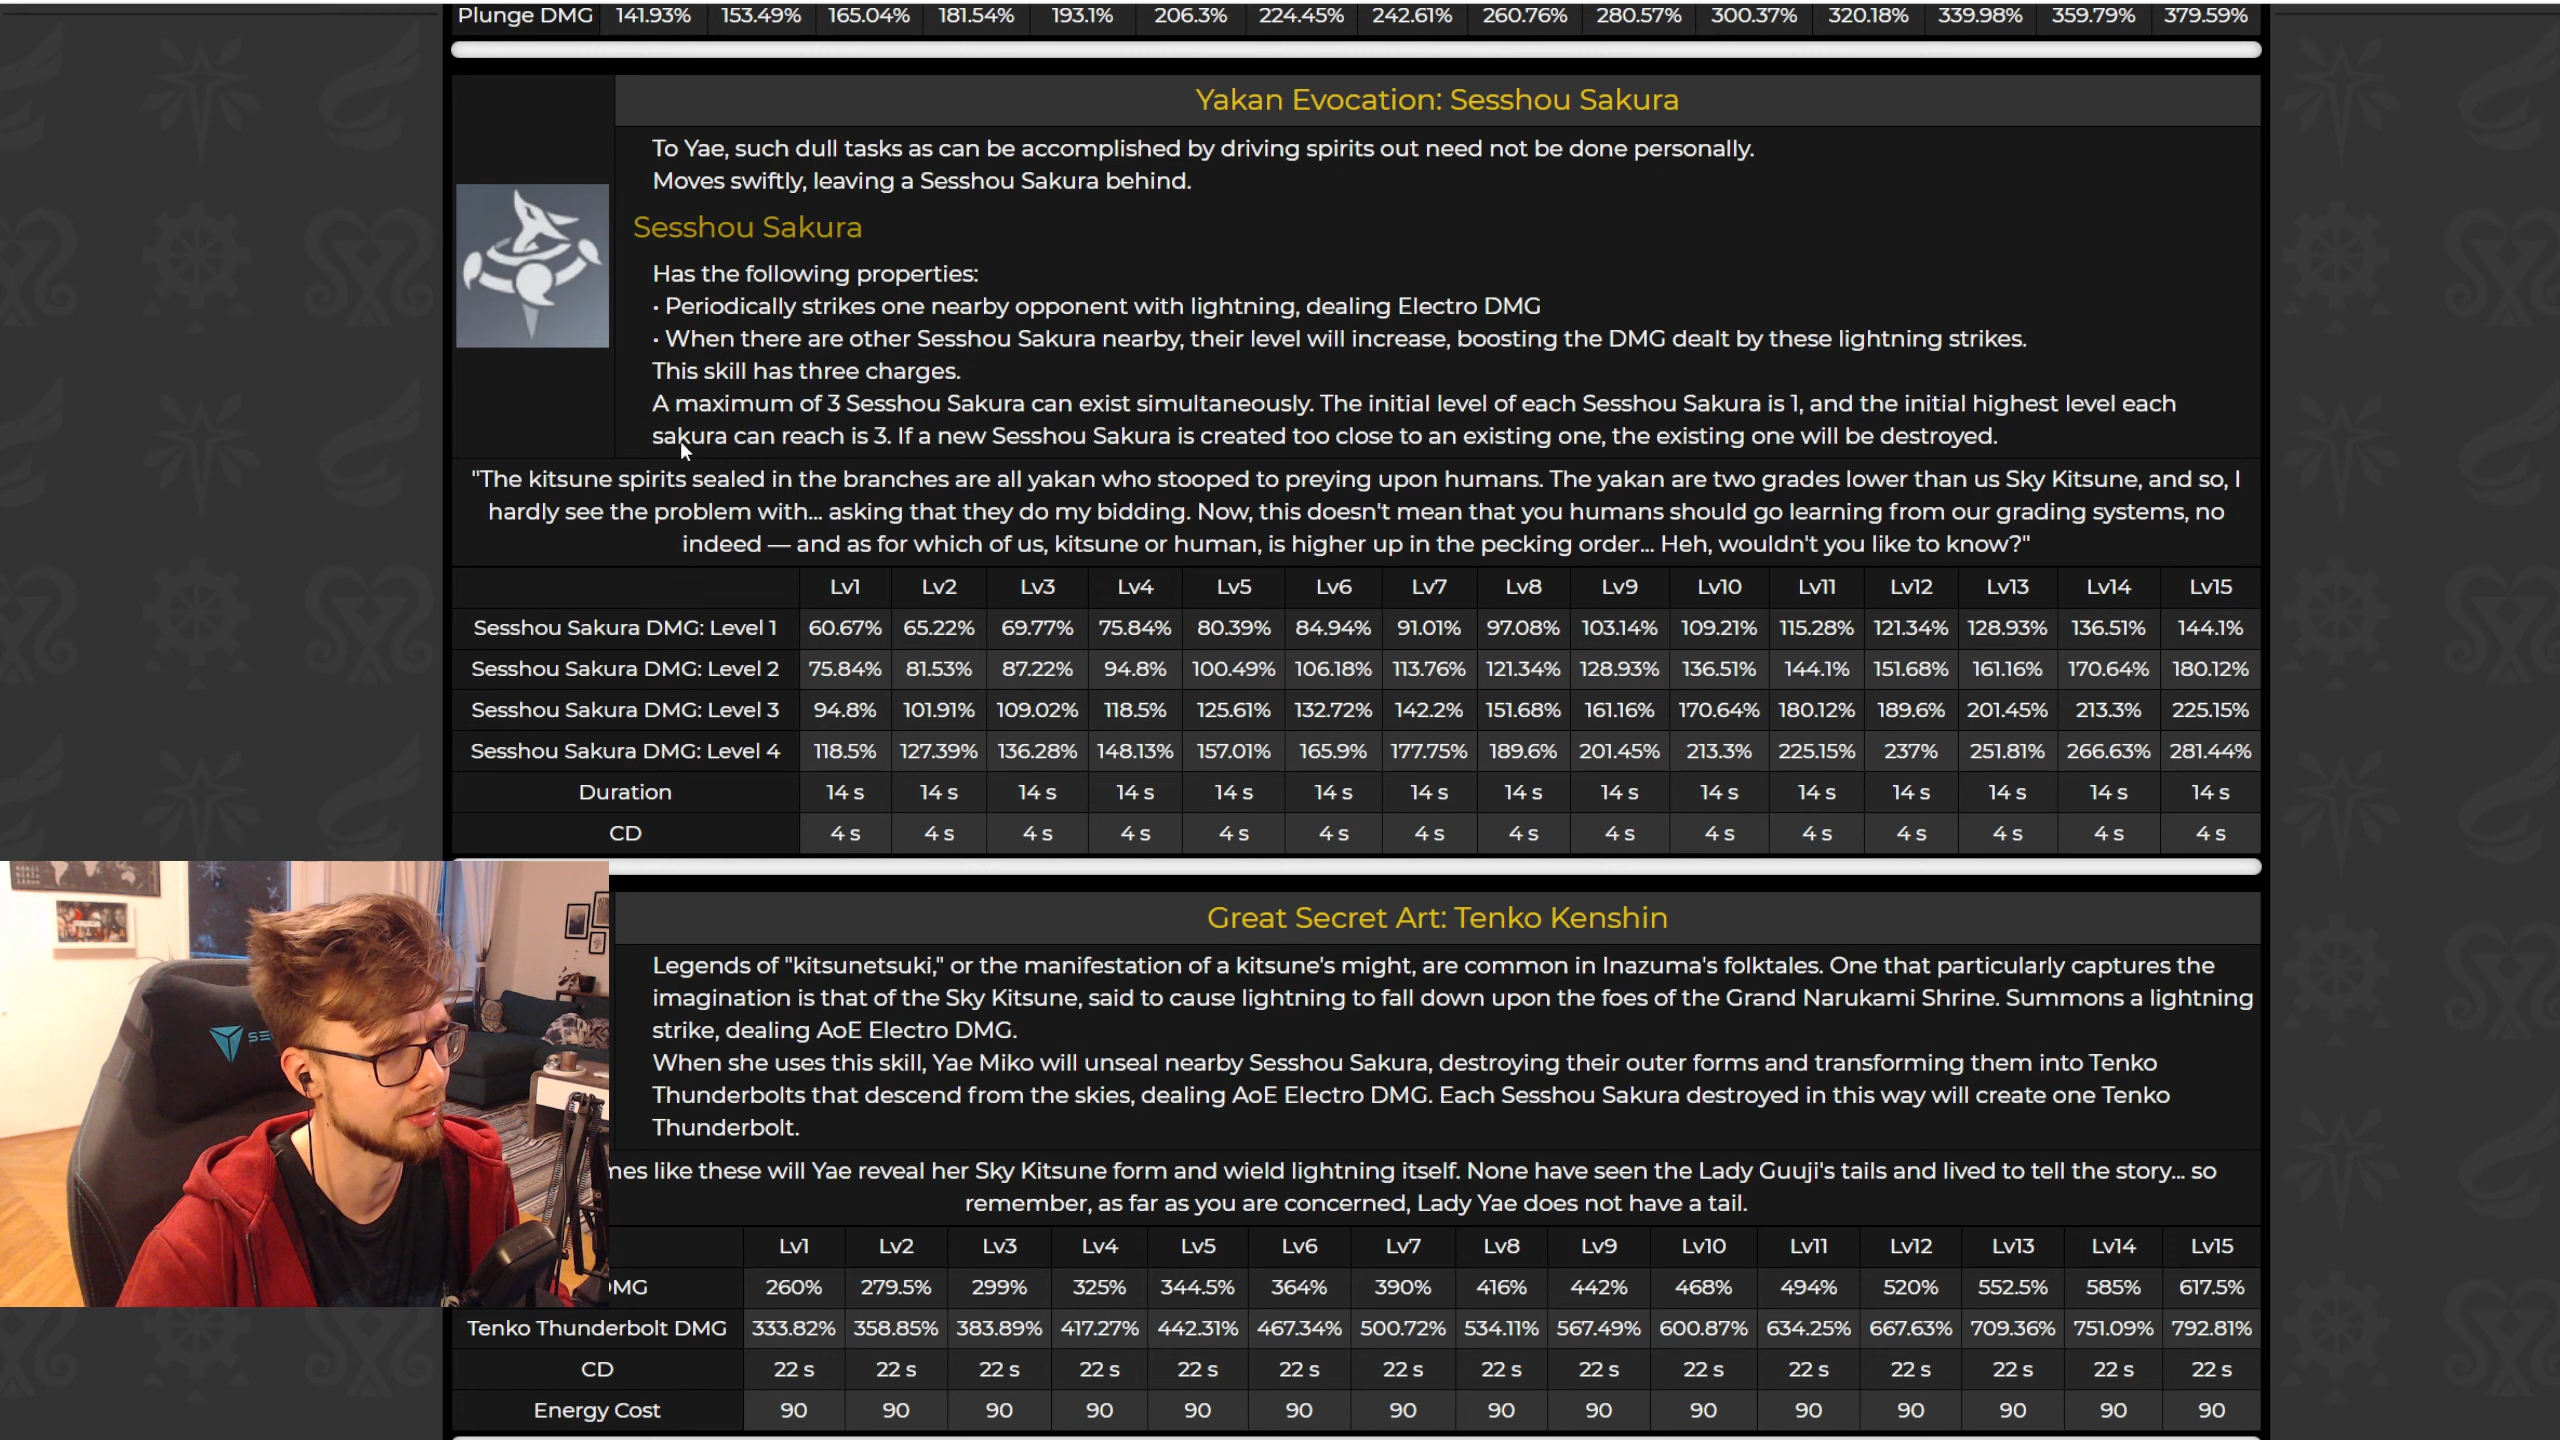 Plunge DMG 141.93% 153.49% 165.04% 181.54% 193.1% 206.3% 224.45% 242.61% 260.76% 280.57% 300.37% 320.18% 339.98% 359.79% 379.59%
Yakan Evocation: Sesshou Sakura
To Yae, such dull tasks as can be accomplished by driving spirits out need not be done personally.
Moves swiftly, leaving a Sesshou Sakura behind.
Sesshou Sakura
Has the following properties:
· Periodically strikes one nearby opponent with lightning, dealing Electro DMG
· When there are other Sesshou Sakura nearby, their level will increase, boosting the DMG dealt by these lightning strikes.
This skill has three charges.
A maximum of 3 Sesshou Sakura can exist simultaneously. The initial level of each Sesshou Sakura is 1, and the initial highest level each
sakura can reach is 3. If a new Sesshou Sakura is created too close to an existing one, the existing one will be destroyed.
"The kitsune spirits sealed in the branches are all yakan who stooped to preying upon humans. The yakan are two grades lower than us Sky Kitsune, and so, I
hardly see the problem with... asking that they do my bidding. Now, this doesn't mean that you humans should go learning from our grading systems, no
indeed — and as for which of us, kitsune or human, is higher up in the pecking order... Heh, wouldn't you like to know?"
Lv1 Lv2 Lv3 Lv4 Lv5 Lv6 Lv7 Lv8 Lv9 Lv10 Lv11 Lv12 Lv13 Lv14 Lv15
Sesshou Sakura DMG: Level 1 60.67% 65.22% 69.77% 75.84% 80.39% 84.94% 91.01% 97.08% 103.14% 109.21% 115.28% 121.34% 128.93% 136.51% 144.1%
Sesshou Sakura DMG: Level 2 75.84% 81.53% 87.22% 94.8% 100.49% 106.18% 113.76% 121.34% 128.93% 136.51% 144.1% 151.68% 161.16% 170.64% 180.12%
Sesshou Sakura DMG: Level 3 94.8% 101.91% 109.02% 118.5% 125.61% 132.72% 142.2% 151.68% 161.16% 170.64% 180.12% 189.6% 201.45% 213.3% 225.15%
Sesshou Sakura DMG: Level 4 118.5% 127.39% 136.28% 148.13% 157.01% 165.9% 177.75% 189.6% 201.45% 213.3% 225.15% 237% 251.81% 266.63% 281.44%
Duration 14 s 14 s 14 s 14 s 14 s 14 s 14 s 14 s 14 s 14 s 14 s 14 s 14 s 14 s 14 s
CD 4 s 4 s 4 s 4 s 4 s 4 s 4 s 4 s 4 s 4 s 4 s 4 s 4 s 4 s 4 s
Great Secret Art: Tenko Kenshin
Legends of "kitsunetsuki," or the manifestation of a kitsune's might, are common in Inazuma's folktales. One that particularly captures the
imagination is that of the Sky Kitsune, said to cause lightning to fall down upon the foes of the Grand Narukami Shrine. Summons a lightning
strike, dealing AoE Electro DMG.
When she uses this skill, Yae Miko will unseal nearby Sesshou Sakura, destroying their outer forms and transforming them into Tenko
Thunderbolts that descend from the skies, dealing AoE Electro DMG. Each Sesshou Sakura destroyed in this way will create one Tenko
Thunderbolt.
mes like these will Yae reveal her Sky Kitsune form and wield lightning itself. None have seen the Lady Guuji's tails and lived to tell the story... so
remember, as far as you are concerned, Lady Yae does not have a tail.
Lv1 Lv2 Lv3 Lv4 Lv5 Lv6 Lv7 Lv8 Lv9 Lv10 Lv11 Lv12 Lv13 Lv14 Lv15
MG 260% 279.5% 299% 325% 344.5% 364% 390% 416% 442% 468% 494% 520% 552.5% 585% 617.5%
Tenko Thunderbolt DMG 333.82% 358.85% 383.89% 417.27% 442.31% 467.34% 500.72% 534.11% 567.49% 600.87% 634.25% 667.63% 709.36% 751.09% 792.81%
CD 22 s 22 s 22 s 22 s 22 s 22 s 22 s 22 s 22 s 22 s 22 s 22 s 22 s 22 s 22 s
Energy Cost 90 90 90 90 90 90 90 90 90 90 90 90 90 90 90
SE